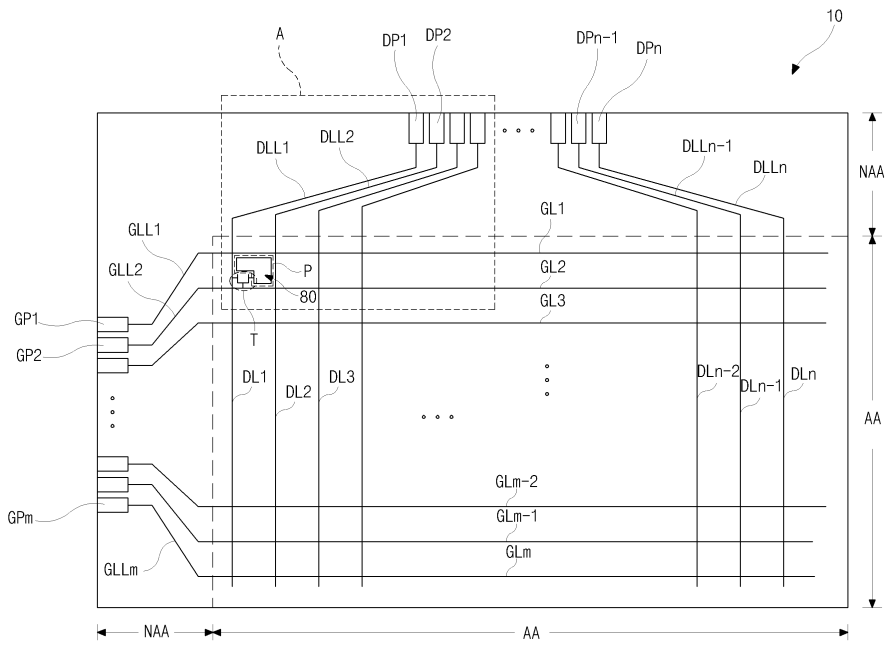 10
A
DP1
DP2
DPn-1
DPn
DLL1
DLL2
DLLn-1
DLLn
NAA
GLL1
GLL2
GL1
GL2
GL3
P
80
T
GP1
GP2
DL1
DL2
DL3
DLn-2
DLn-1
DLn
AA
GLm-2
GLm-1
GLm
GPm
GLLm
NAA
AA